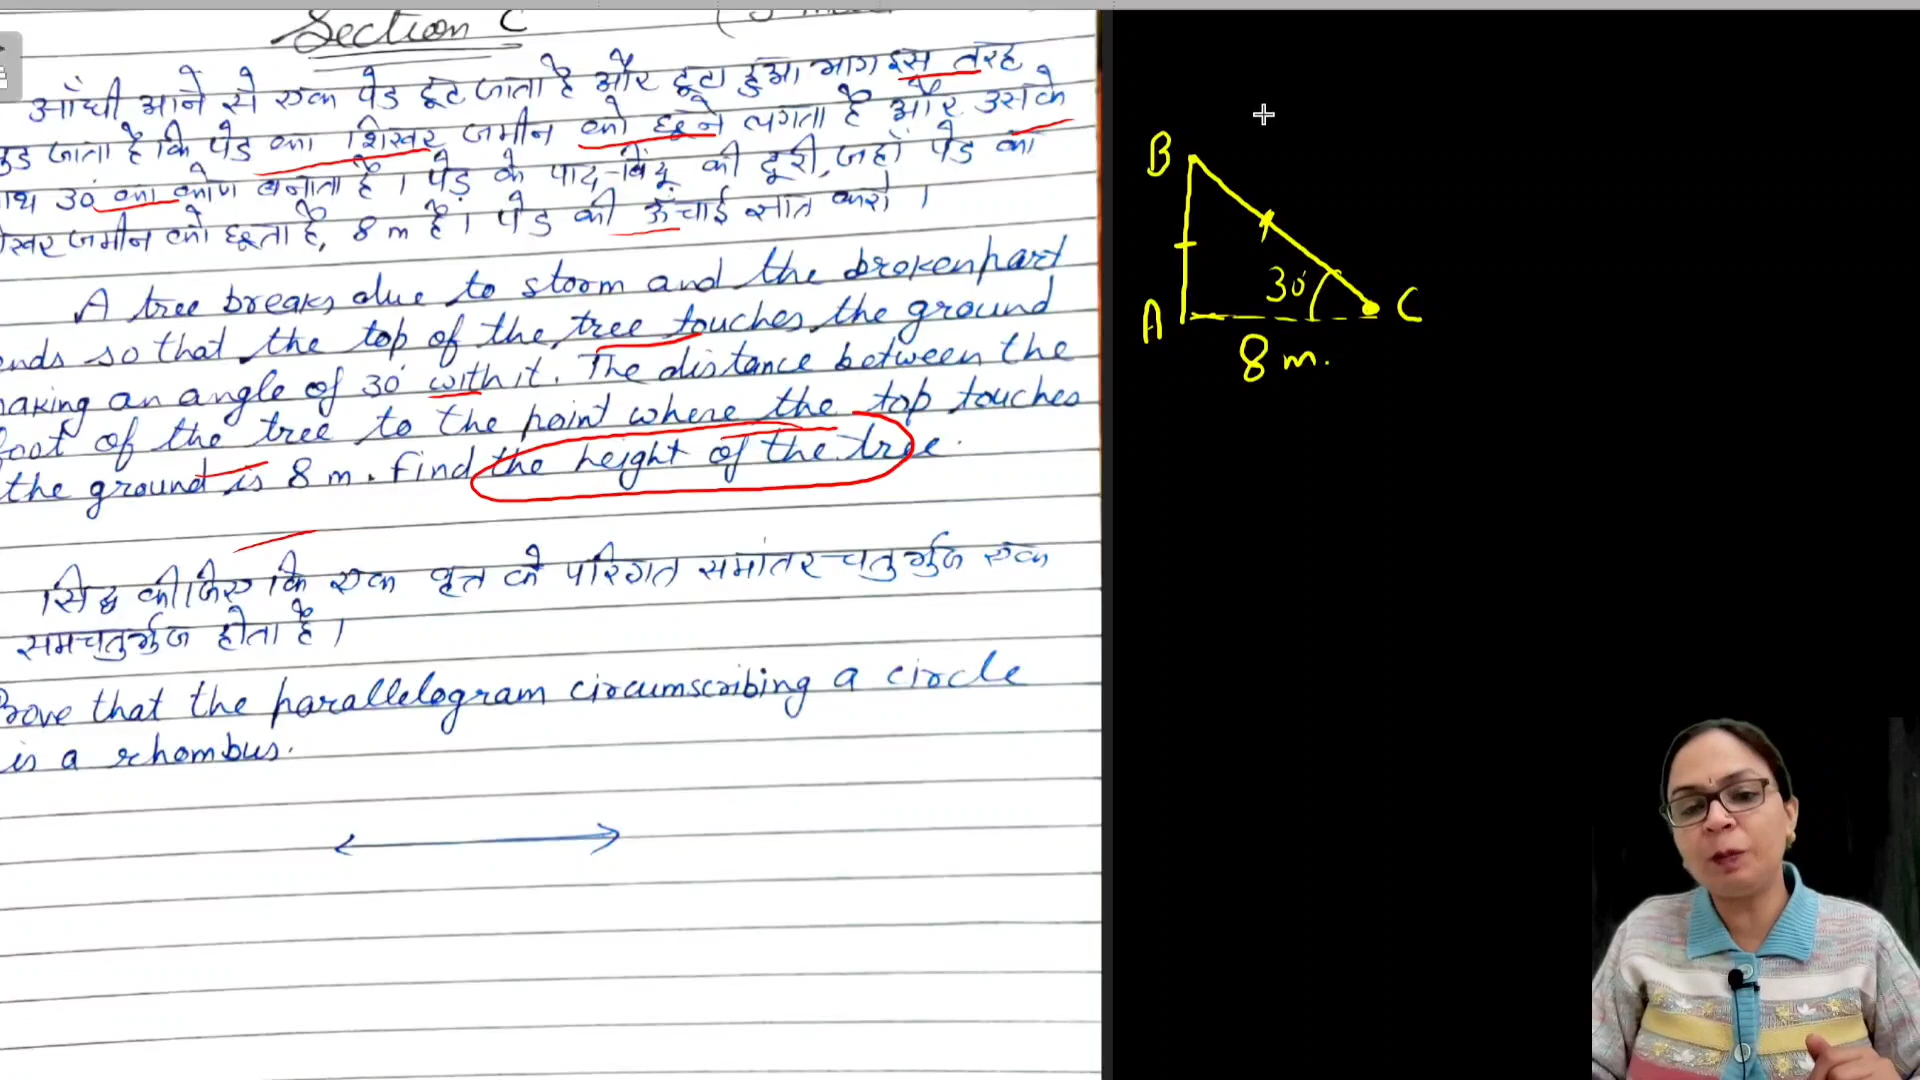 Section C
आँधी आने से एक पेड टूट जाता है और टूटा हुआ भाग इस तरह
मुड जाता है कि पेड का शिखर जमीन को छूने लगता है और उसके
साथ 30° का कोण बनाता है। पेड़ के पाद-बिंदू की दूरी, जहाँ पेड का
शिखर जमीन को छूता है, 8 m है। पेड की ऊँचाई ज्ञात करो।
A tree breaks due to storm and the broken part
ends so that the top of the tree touches the ground
making an angle of 30° with it. The distance between the
foot of the tree to the point where the top touches
the ground is 8 m. Find the height of the tree.
सिद्ध कीजिए कि एक वृत्त के परिगत समांतर चतुर्भुज एक
समचतुर्भुज होता है।
Prove that the parallelogram circumscribing a circle
is a rhombus.
B
30°
A
C
8 m.